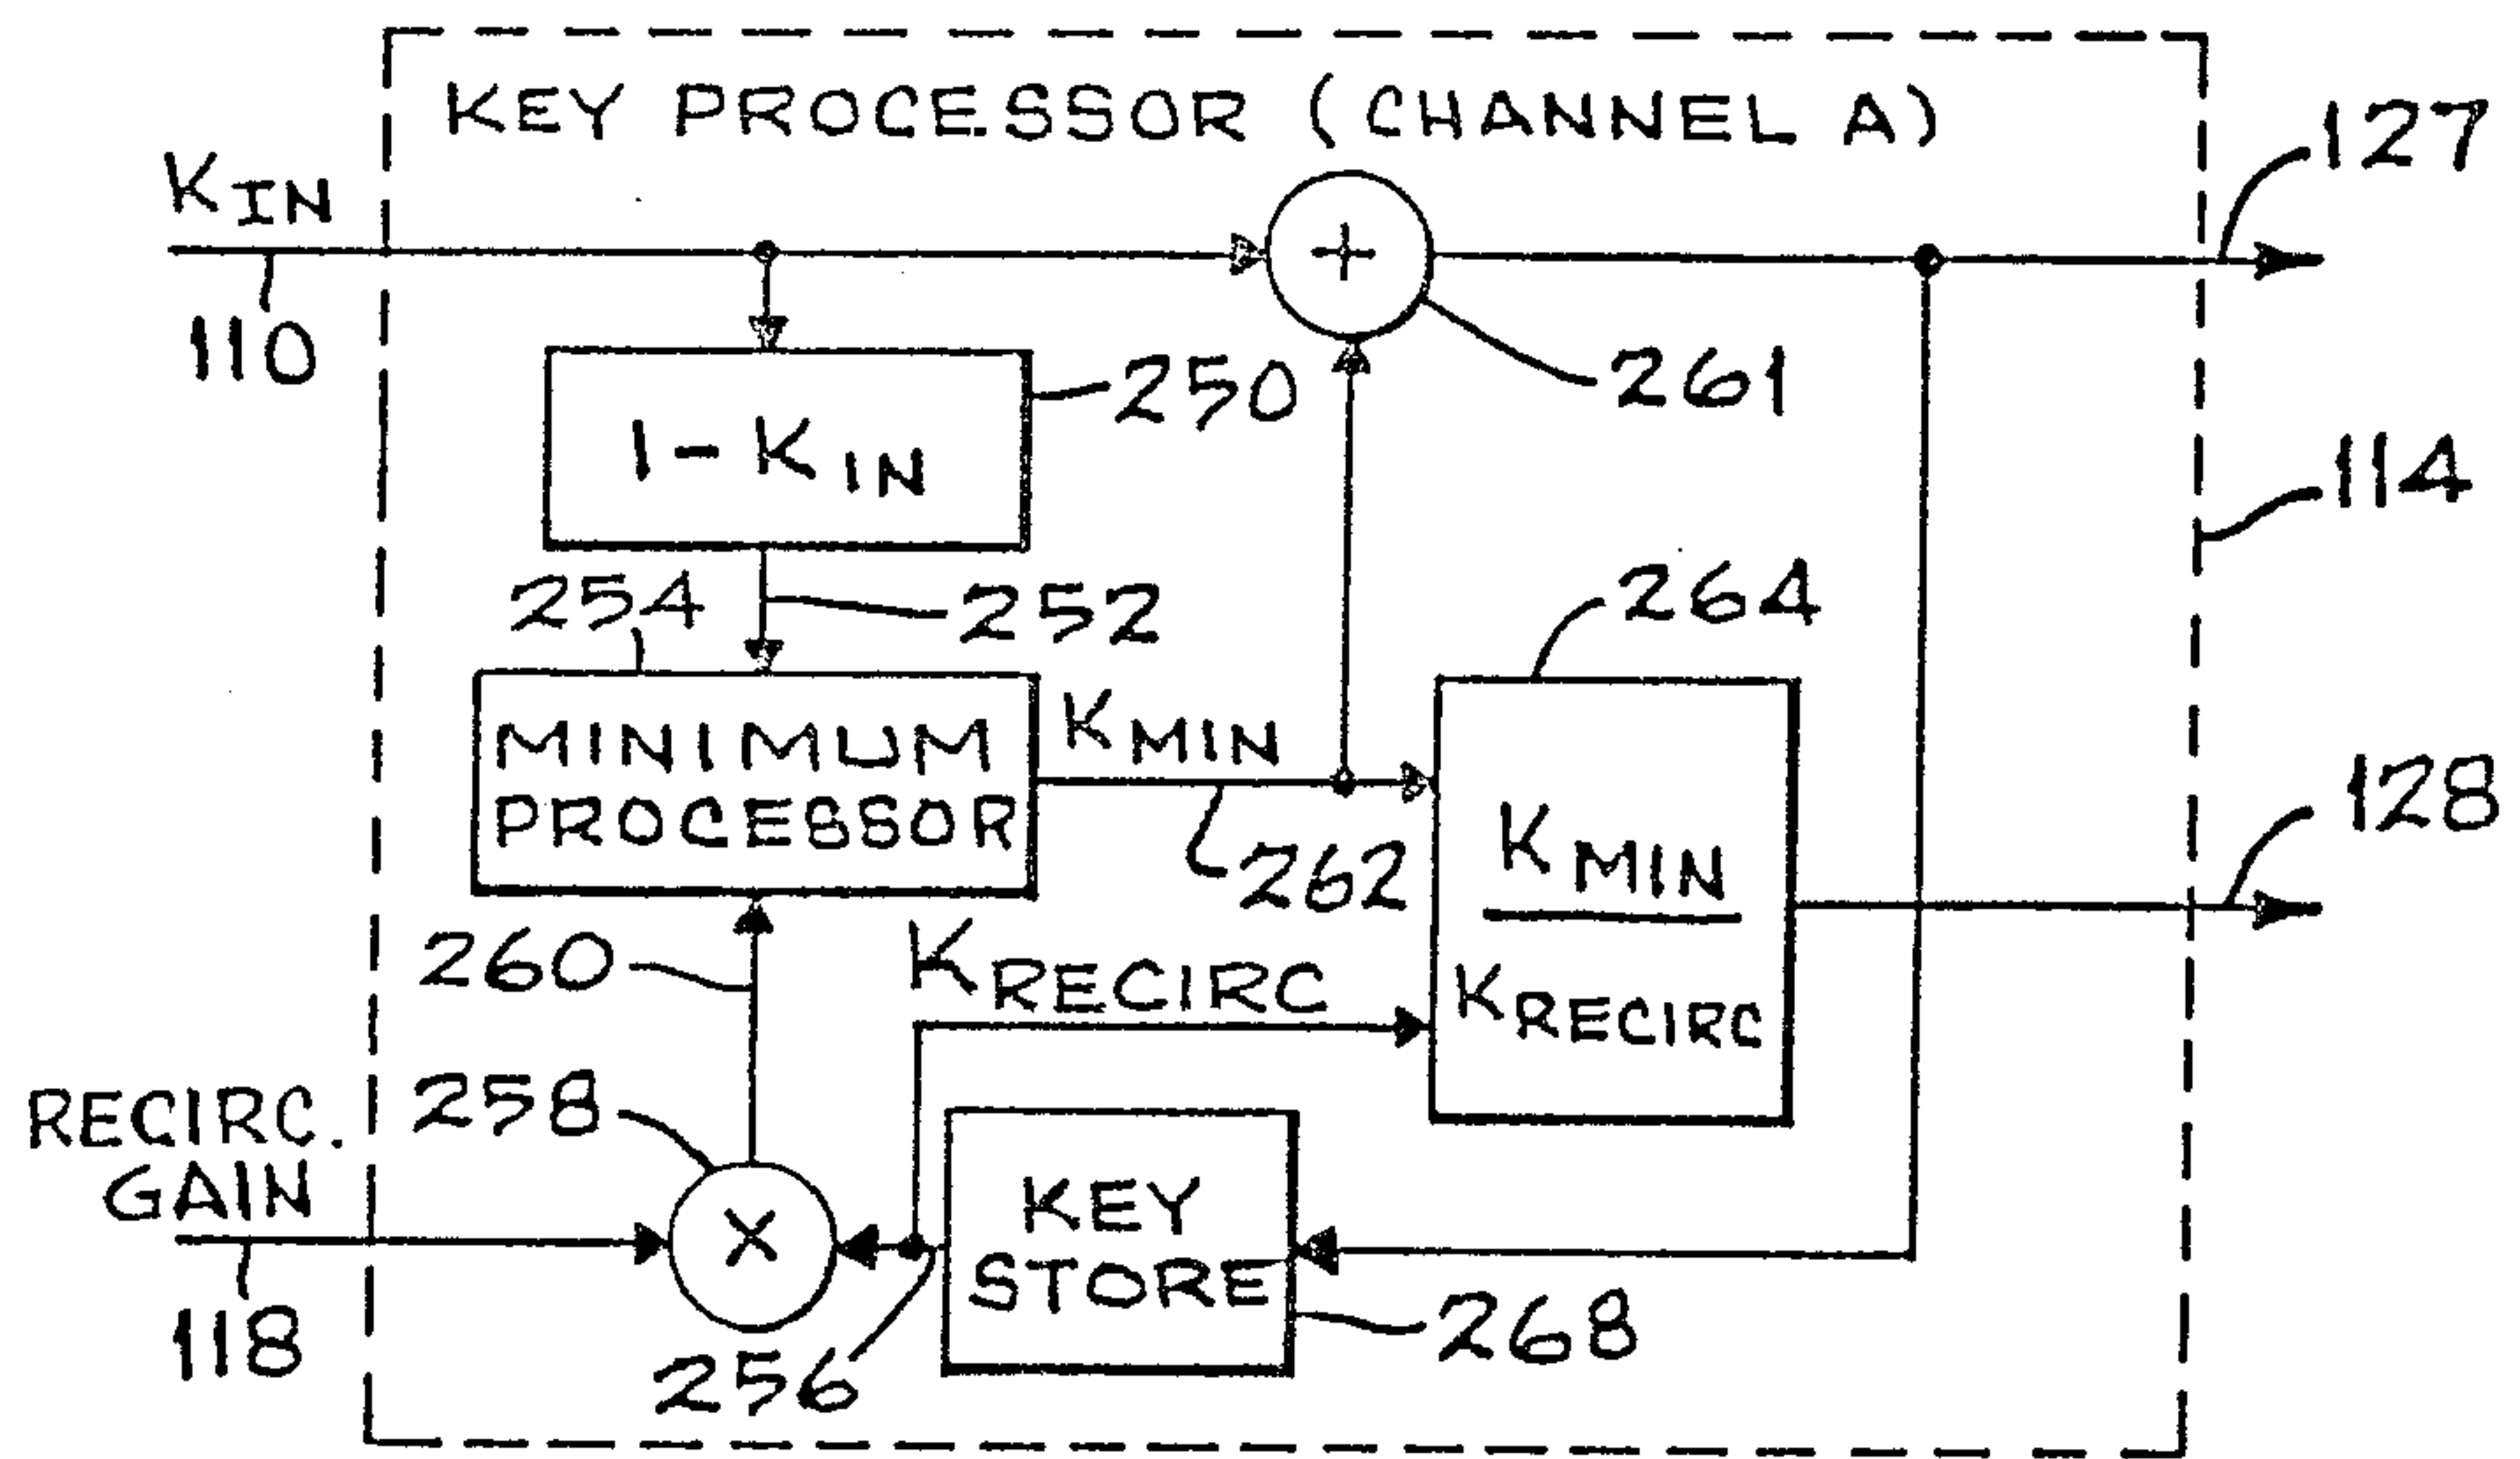 KEY PROCESSOR (CHANNEL A)
127
KIN
110
250
261
1-KIN
114
254
252
264
MINIMUM
PROCESSOR
KMIN
262
KMIN
KRECIRC
128
260
KRECIRC
258
RECIRC.
GAIN
118
X
KEY
STORE
256
268
+